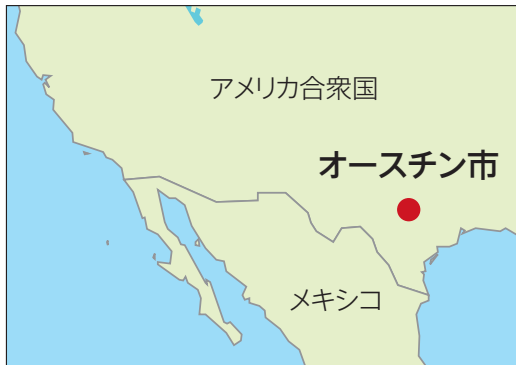 アメリカ合衆国
オースチン市
メキシコ